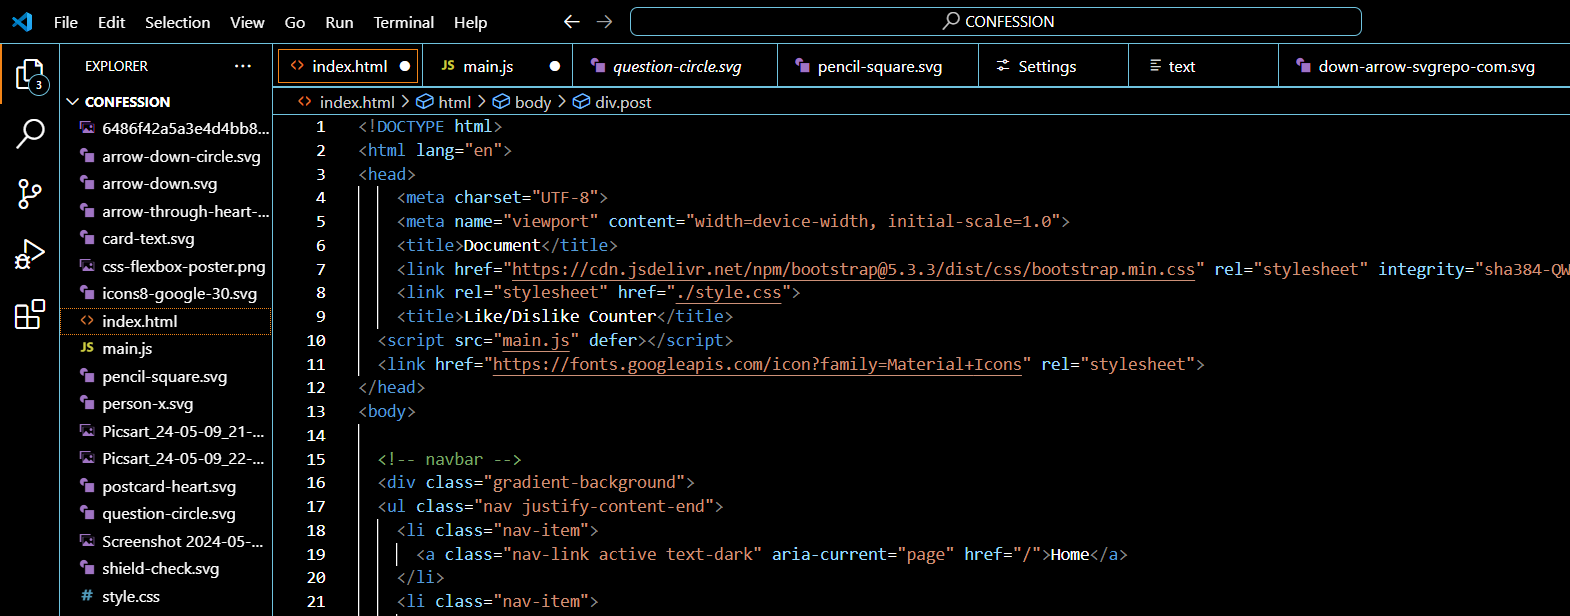 File Edit Selection View Go Run Terminal Help CONFESSION
EXPLORER ···
index.html
JS main.js
question-circle.svg
pencil-square.svg
Settings
text
down-arrow-svgrepo-com.svg
3
CONFESSION
6486f42a5a3e4d4bb8...
arrow-down-circle.svg
arrow-down.svg
arrow-through-heart-...
card-text.svg
css-flexbox-poster.png
icons8-google-30.svg
<> index.html
JS main.js
pencil-square.svg
person-x.svg
Picsart_24-05-09_21-...
Picsart_24-05-09_22-...
postcard-heart.svg
question-circle.svg
Screenshot 2024-05-...
shield-check.svg
# style.css
<> index.html > html > body > div.post
1 <!DOCTYPE html>
2 <html lang="en">
3 <head>
4 <meta charset="UTF-8">
5 <meta name="viewport" content="width=device-width, initial-scale=1.0">
6 <title>Document</title>
7 <link href="https://cdn.jsdelivr.net/npm/bootstrap@5.3.3/dist/css/bootstrap.min.css" rel="stylesheet" integrity="sha384-QW
8 <link rel="stylesheet" href="./style.css">
9 <title>Like/Dislike Counter</title>
10 <script src="main.js" defer></script>
11 <link href="https://fonts.googleapis.com/icon?family=Material+Icons" rel="stylesheet">
12 </head>
13 <body>
14
15 <!-- navbar -->
16 <div class="gradient-background">
17 <ul class="nav justify-content-end">
18 <li class="nav-item">
19 <a class="nav-link active text-dark" aria-current="page" href="/">Home</a>
20 </li>
21 <li class="nav-item">